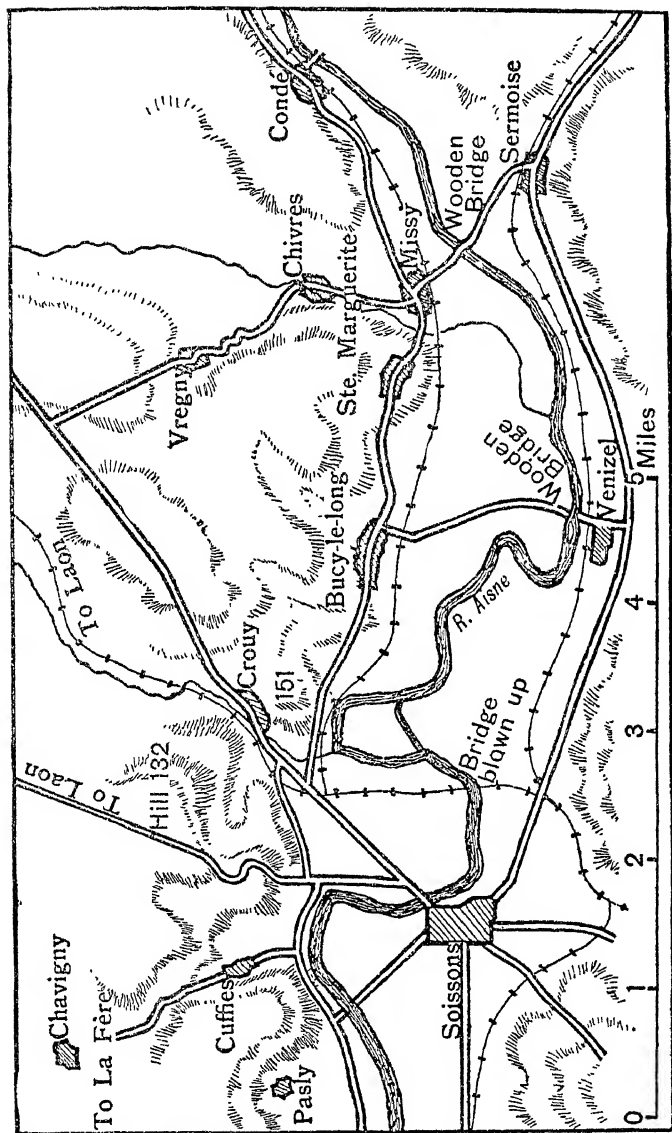 Chavigny
To La Fère
Cuffies
Pasly
To Laon
Hill 132
To Laon
Crouy
151
Vregny
Chivres
Condé
Bucy-le-long
Ste. Marguerite
Missy
Wooden
Bridge
Sermoise
R. Aisne
Wooden
Bridge
Venizel
Bridge
blown up
Soissons
0
1
2
3
4
5
Miles